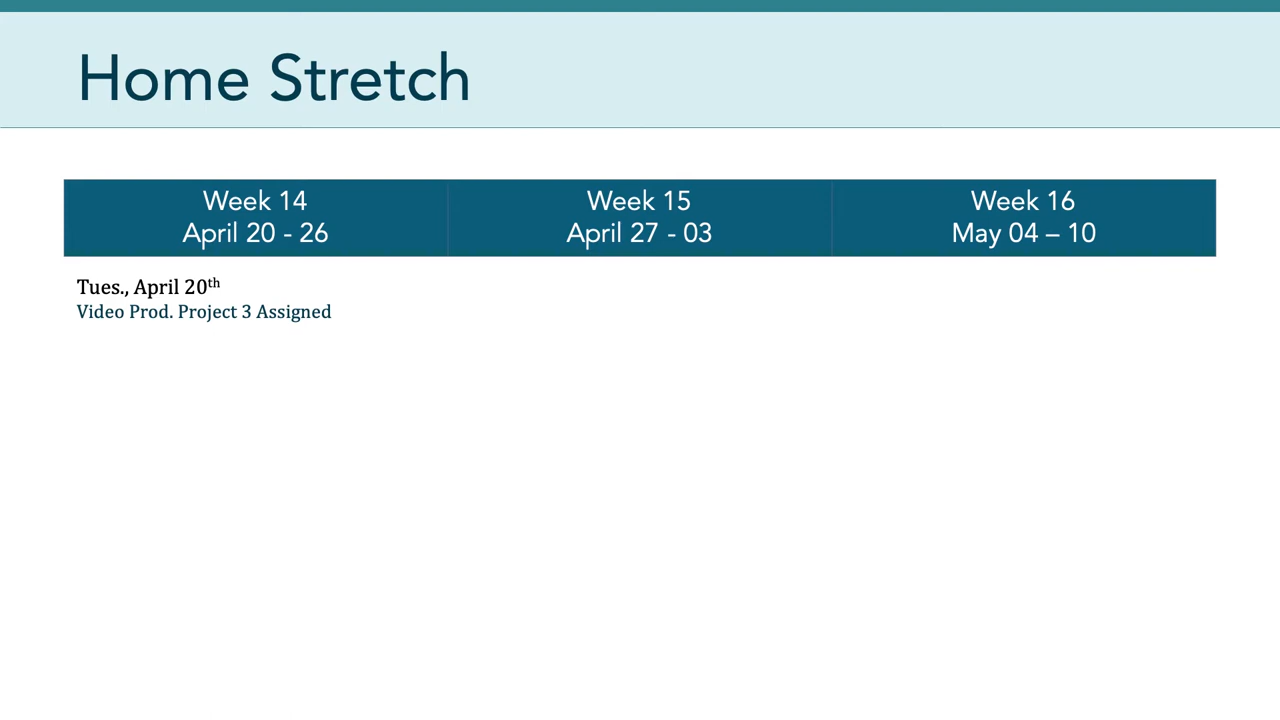 Home Stretch
Week 14
April 20 - 26
Week 15
April 27 - 03
Week 16
May 04 – 10
Tues., April 20th
Video Prod. Project 3 Assigned